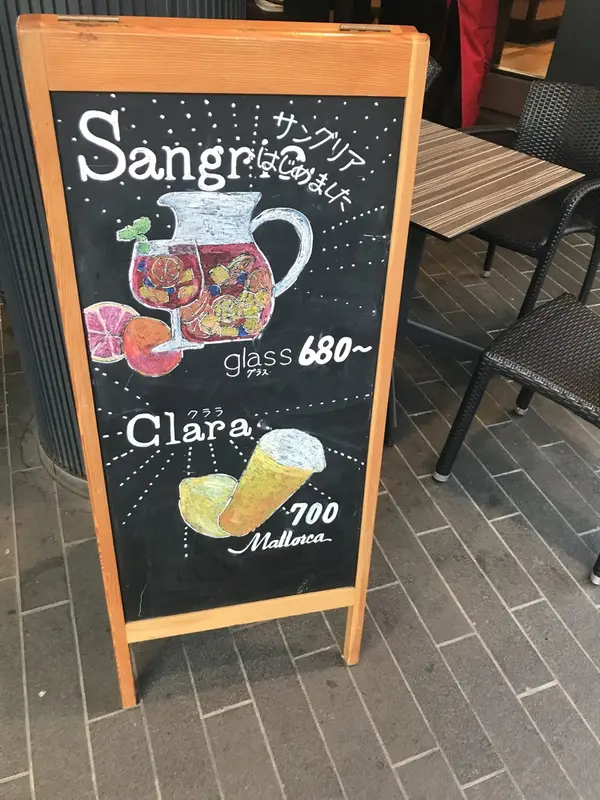 Sangria
サングリア
はじめました
glass 680~
グラス
クララ
Clara
700
Mallorca